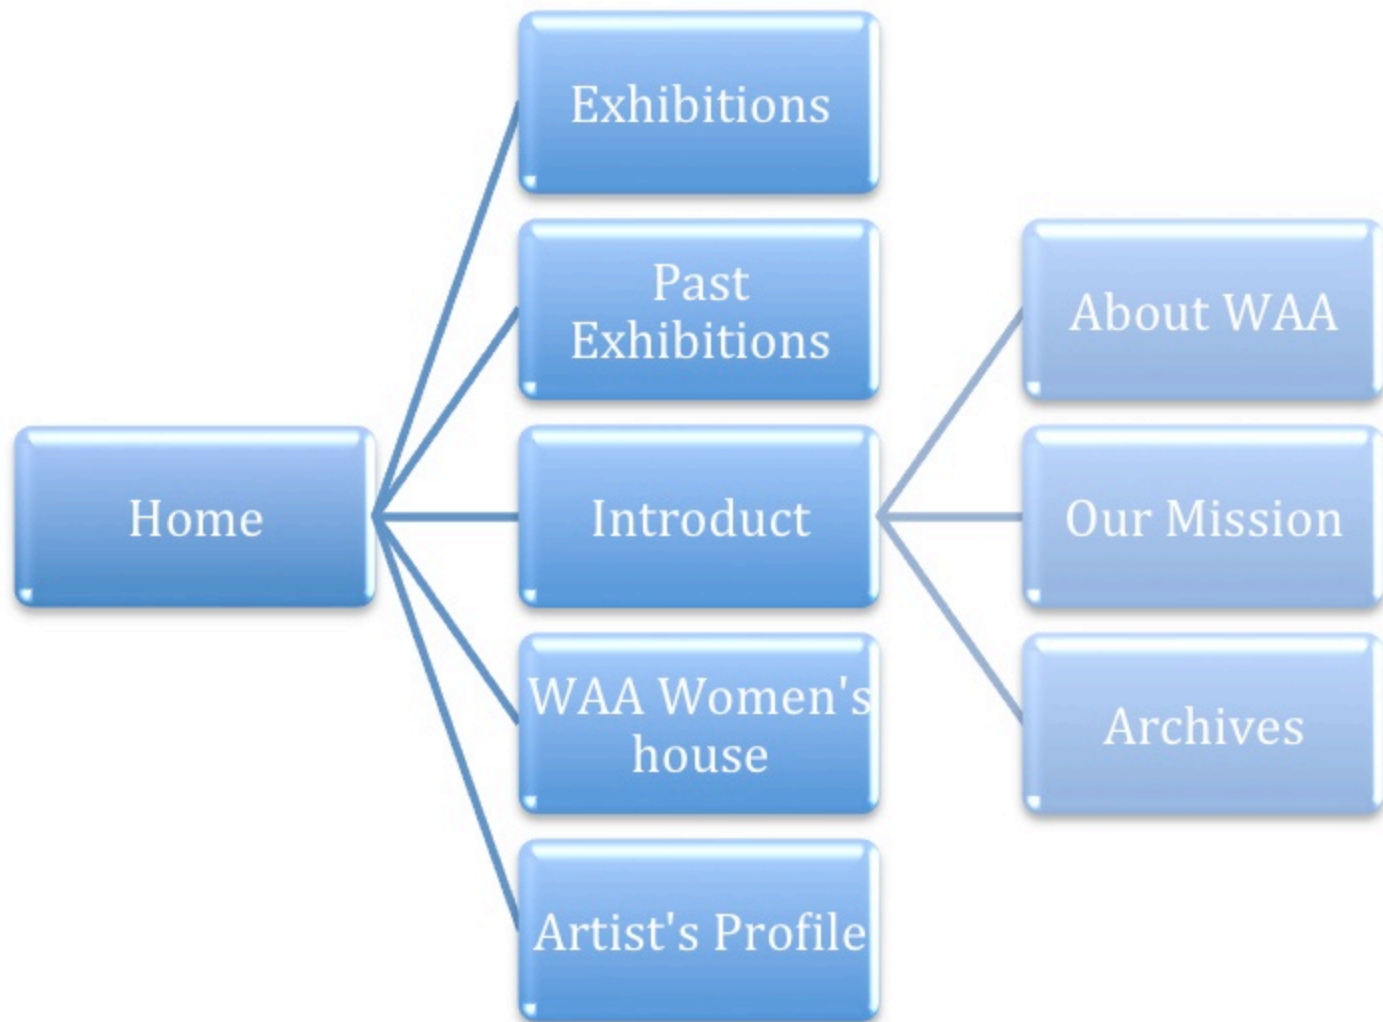 Home
Exhibitions
Past
Exhibitions
Introduct
WAA Women's
house
Artist's Profile
About WAA
Our Mission
Archives